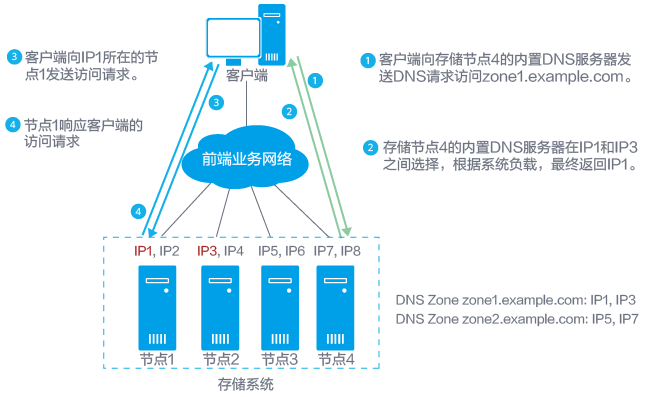 3 客户端向IP1所在的节
点1发送访问请求。
4 节点1响应客户端的
访问请求
客户端
1 客户端向存储节点4的内置DNS服务器发
送DNS请求访问zone1.example.com。
2 存储节点4的内置DNS服务器在IP1和IP3
之间选择，根据系统负载，最终返回IP1。
1
3
2
前端业务网络
4
IP1, IP2
IP3, IP4
IP5, IP6
IP7, IP8
节点1
节点2
节点3
节点4
存储系统
DNS Zone zone1.example.com: IP1, IP3
DNS Zone zone2.example.com: IP5, IP7